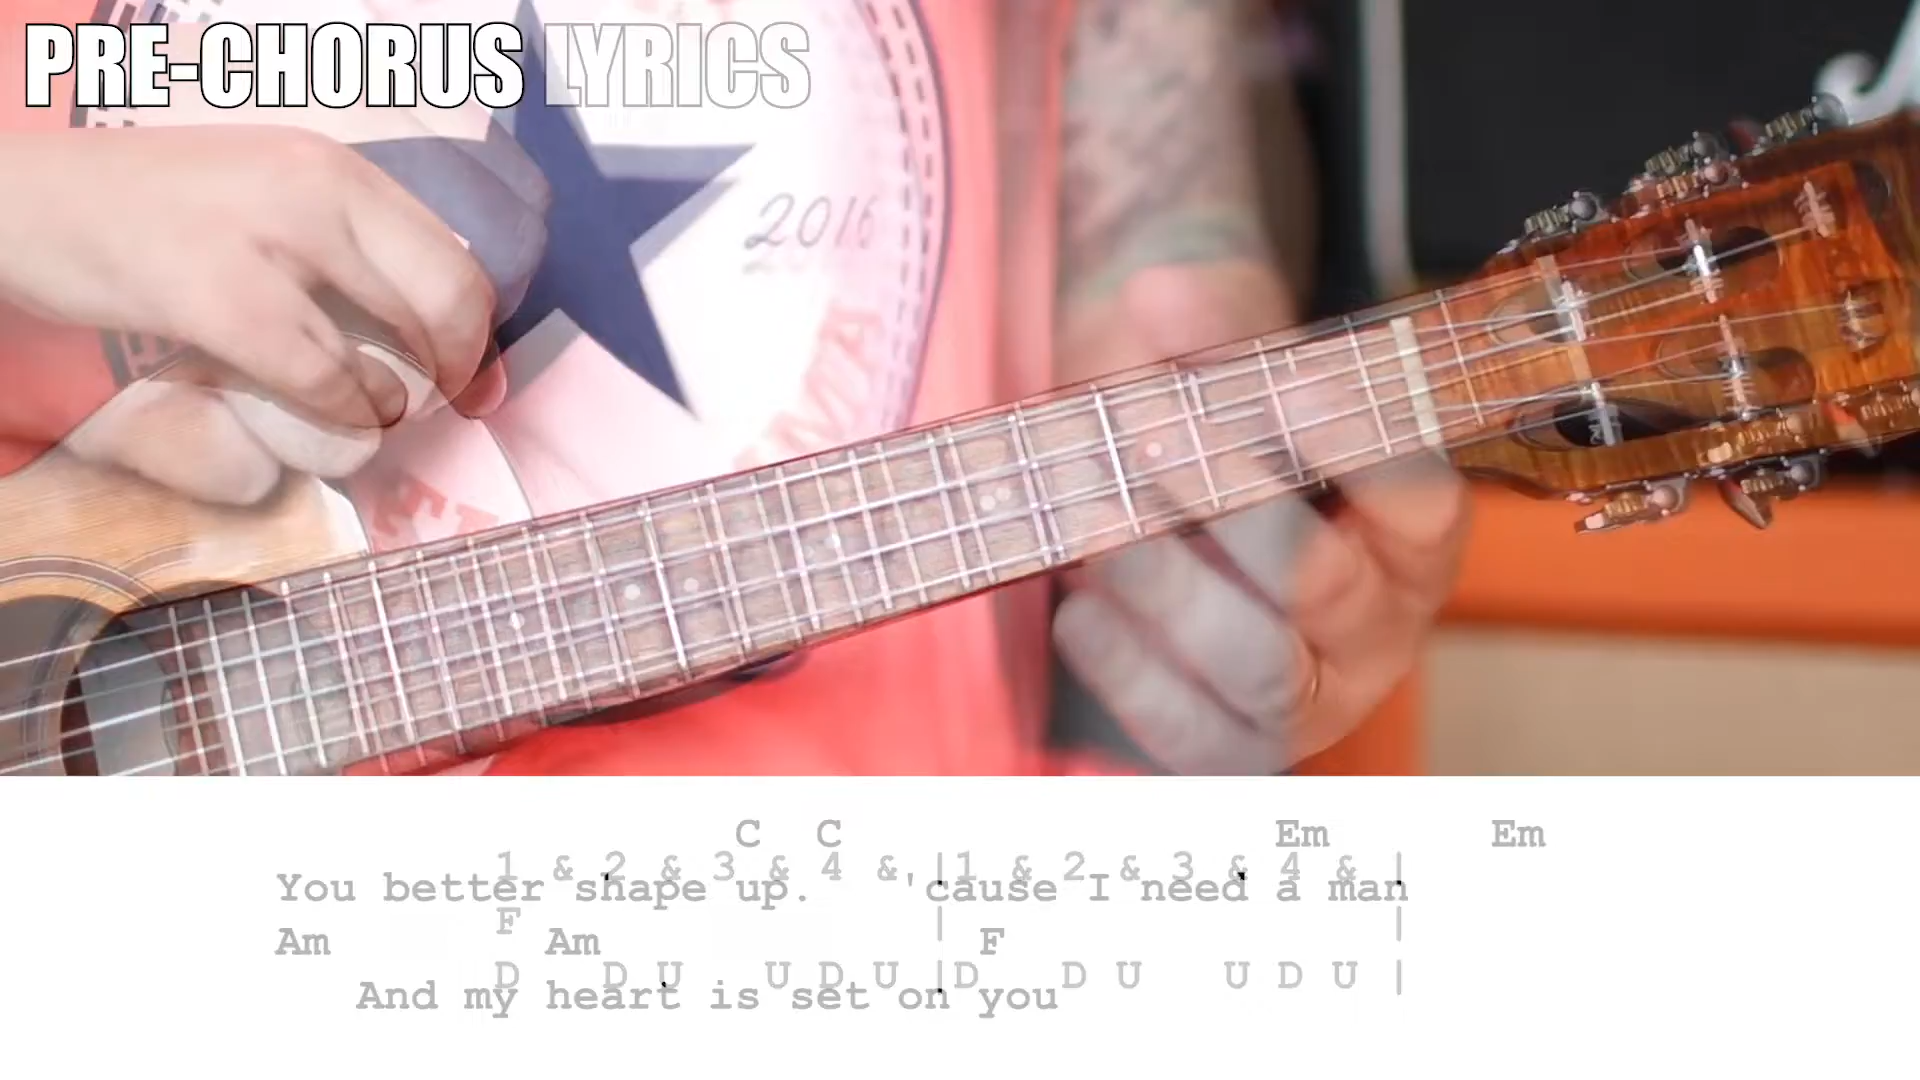 PRE-CHORUS LYRICS
2016
C C Em Em
1 & 2 & 3 & 4 & | 1 & 2 & 3 & 4 & |
You better shape up. 'cause I need a man
F | |
Am Am F
D D U U D U | D D U U D U |
And my heart is set on you